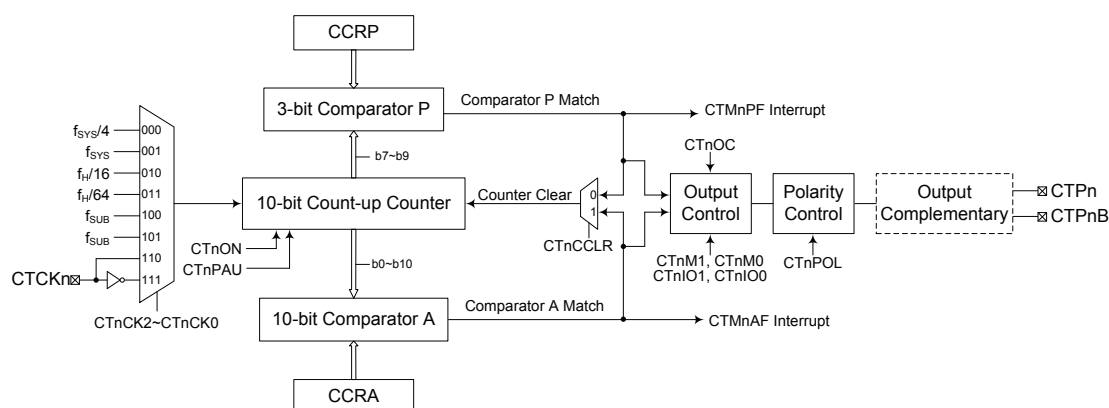 CCRP
3-bit Comparator P
Comparator P Match
CTMnPF Interrupt
b7~b9
fSYS/4
000
fSYS
001
fH/16
010
fH/64
011
fSUB
100
fSUB
101
110
CTCKn
111
CTnCK2~CTnCK0
10-bit Count-up Counter
CTnON
CTnPAU
Counter Clear
0
1
CTnCCLR
CTnOC
Output
Control
CTnM1, CTnM0
CTnIO1, CTnIO0
Polarity
Control
CTnPOL
Output
Complementary
CTPn
CTPnB
b0~b10
10-bit Comparator A
Comparator A Match
CTMnAF Interrupt
CCRA